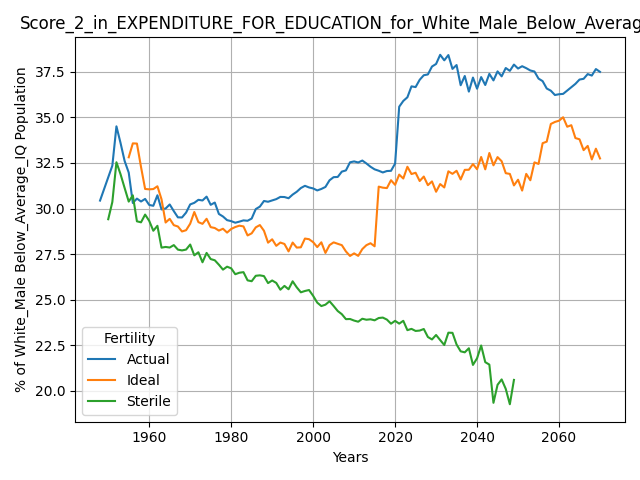 Score_2_in_EXPENDITURE_FOR_EDUCATION_for_White_Male_Below_Averag
% of White_Male Below_Average_IQ Population
37.5
35.0
32.5
30.0
27.5
25.0
22.5
20.0
Fertility
Actual
Ideal
Sterile
1960 1980 2000 2020 2040 2060
Years